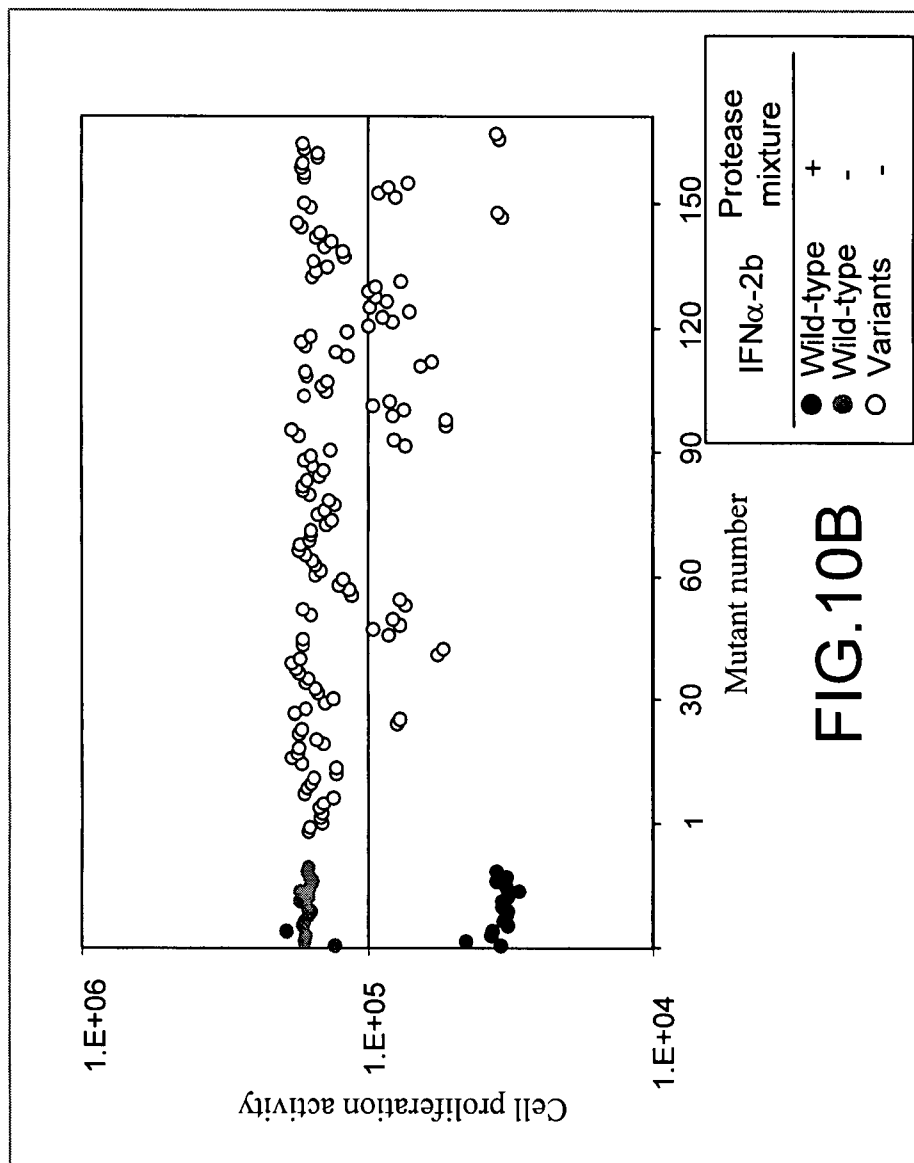 Cell proliferation activity
1.E+06
1.E+05
1.E+04
1
30
60
90
120
150
Mutant number
IFNα-2b
Protease mixture
Wild-type +
Wild-type -
Variants -
FIG.10B